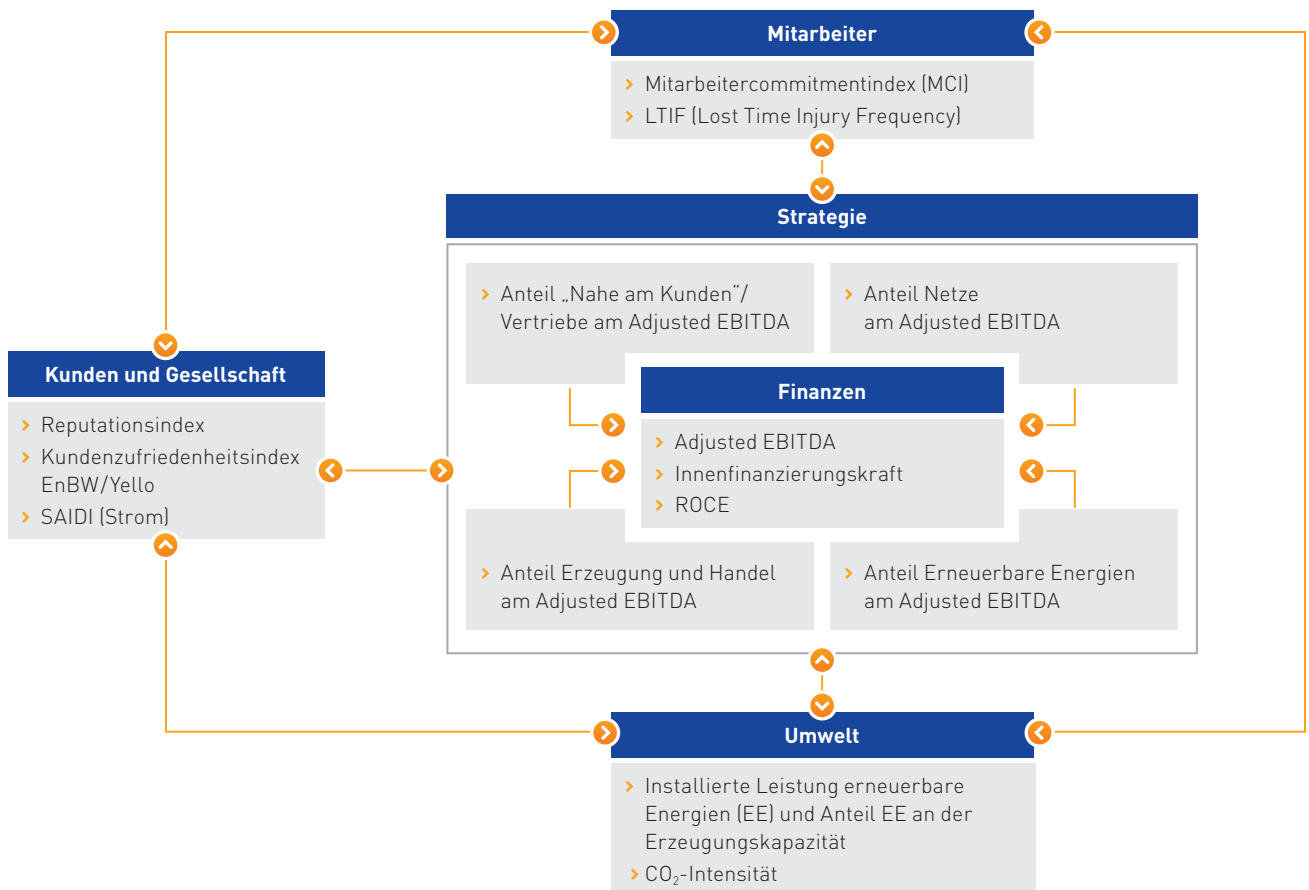 Mitarbeiter
Mitarbeitercommitmentindex (MCI)
LTIF (Lost Time Injury Frequency)
Strategie
Anteil „Nahe am Kunden“/
Vertriebe am Adjusted EBITDA
Anteil Netze
am Adjusted EBITDA
Kunden und Gesellschaft
Reputationsindex
Kundenzufriedenheitsindex
EnBW/Yello
SAIDI (Strom)
Finanzen
Adjusted EBITDA
Innenfinanzierungskraft
ROCE
Anteil Erzeugung und Handel
am Adjusted EBITDA
Anteil Erneuerbare Energien
am Adjusted EBITDA
Umwelt
Installierte Leistung erneuerbare
Energien (EE) und Anteil EE an der
Erzeugungskapazität
CO₂-Intensität